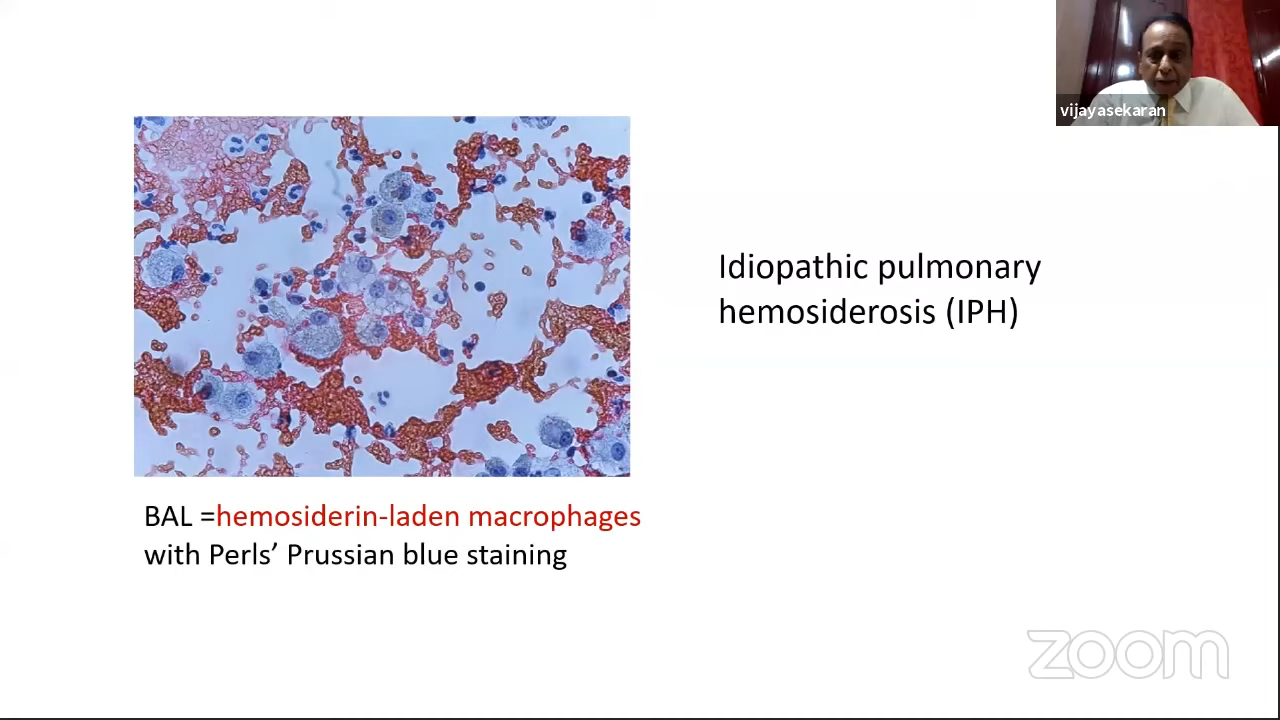 vijayasekaran
Idiopathic pulmonary
hemosiderosis (IPH)
BAL =hemosiderin-laden macrophages
with Perls’ Prussian blue staining
zoom